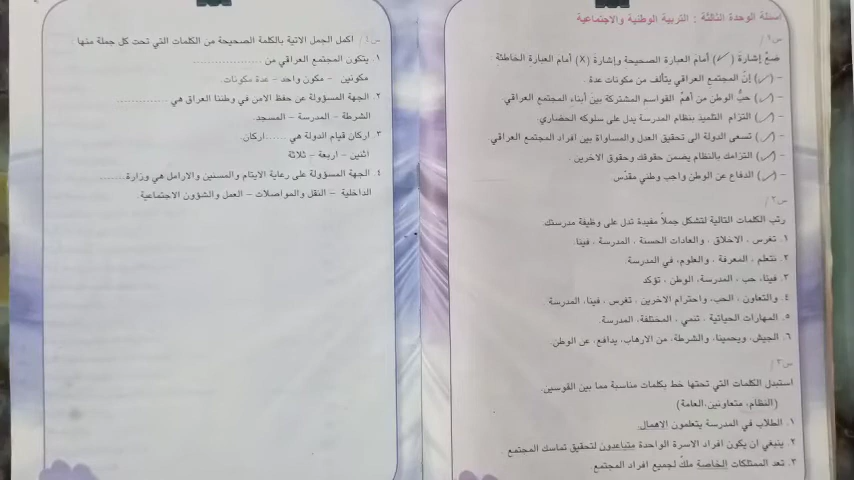 اسئلة الوحدة الثالثة : التربية الوطنية والاجتماعية
س١/
ضعْ إشارةَ (✓) أمام العبارة الصحيحة وإشارة (X) أمام العبارة الخاطئة :
- (✓) إنّ المجتمع العراقي يتألف من مكونات عدة.
- (✓) حبُّ الوطن من أهمِّ القواسم المشتركة بين أبناء المجتمع العراقي.
- (✓) التزام التلميذ بنظام المدرسة يدل على سلوكه الحضاري.
- (✓) تسعى الدولة الى تحقيق العدل والمساواة بين افراد المجتمع العراقي.
- (✓) التزامك بالنظام يضمن حقوقك وحقوق الاخرين.
- (✓) الدفاع عن الوطن واجب وطني مقدّس.
س٢/
رتب الكلمات التالية لتشكل جملاً مفيدة تدل على وظيفة مدرستك.
١. تغرس ، الاخلاق ، والعادات الحسنة ، المدرسة ، فينا.
٢. نتعلم ، المعرفة ، والعلوم، في المدرسة.
٣. فينا، حب ، المدرسة، الوطن ، تؤكد
٤. والتعاون ، الحب، واحترام الاخرين ، تغرس ، فينا، المدرسة
٥. المهارات الحياتية ، تنمي ، المختلفة، المدرسة.
٦. الجيش، ويحمينا، والشرطة، من الارهاب، يدافع، عن الوطن.
س٣/
استبدل الكلمات التي تحتها خط بكلمات مناسبة مما بين القوسين.
(النظام، متعاونين، العامة)
١. الطلاب في المدرسة يتعلمون الاهمال.
٢. ينبغي ان يكون افراد الاسرة الواحدة متباعدون لتحقيق تماسك المجتمع .
٣. تعد الممتلكات الخاصة ملكٌ لجميع افراد المجتمع.
اكمل الجمل الاتية بالكلمة الصحيحة من الكلمات التي تحت كل جملة منها .
١. يتكون المجتمع العراقي من ..................
مكونين - مكون واحد - عدة مكونات.
٢. الجهة المسؤولة عن حفظ الامن في وطننا العراق هي ..............
الشرطة - المدرسة - المسجد.
٣. اركان قيام الدولة هي ...... اركان.
اثنين - اربعة - ثلاثة
٤. الجهة المسؤولة على رعاية الايتام والمسنين والارامل هي وزارة .......
الداخلية - النقل والمواصلات - العمل والشؤون الاجتماعية.